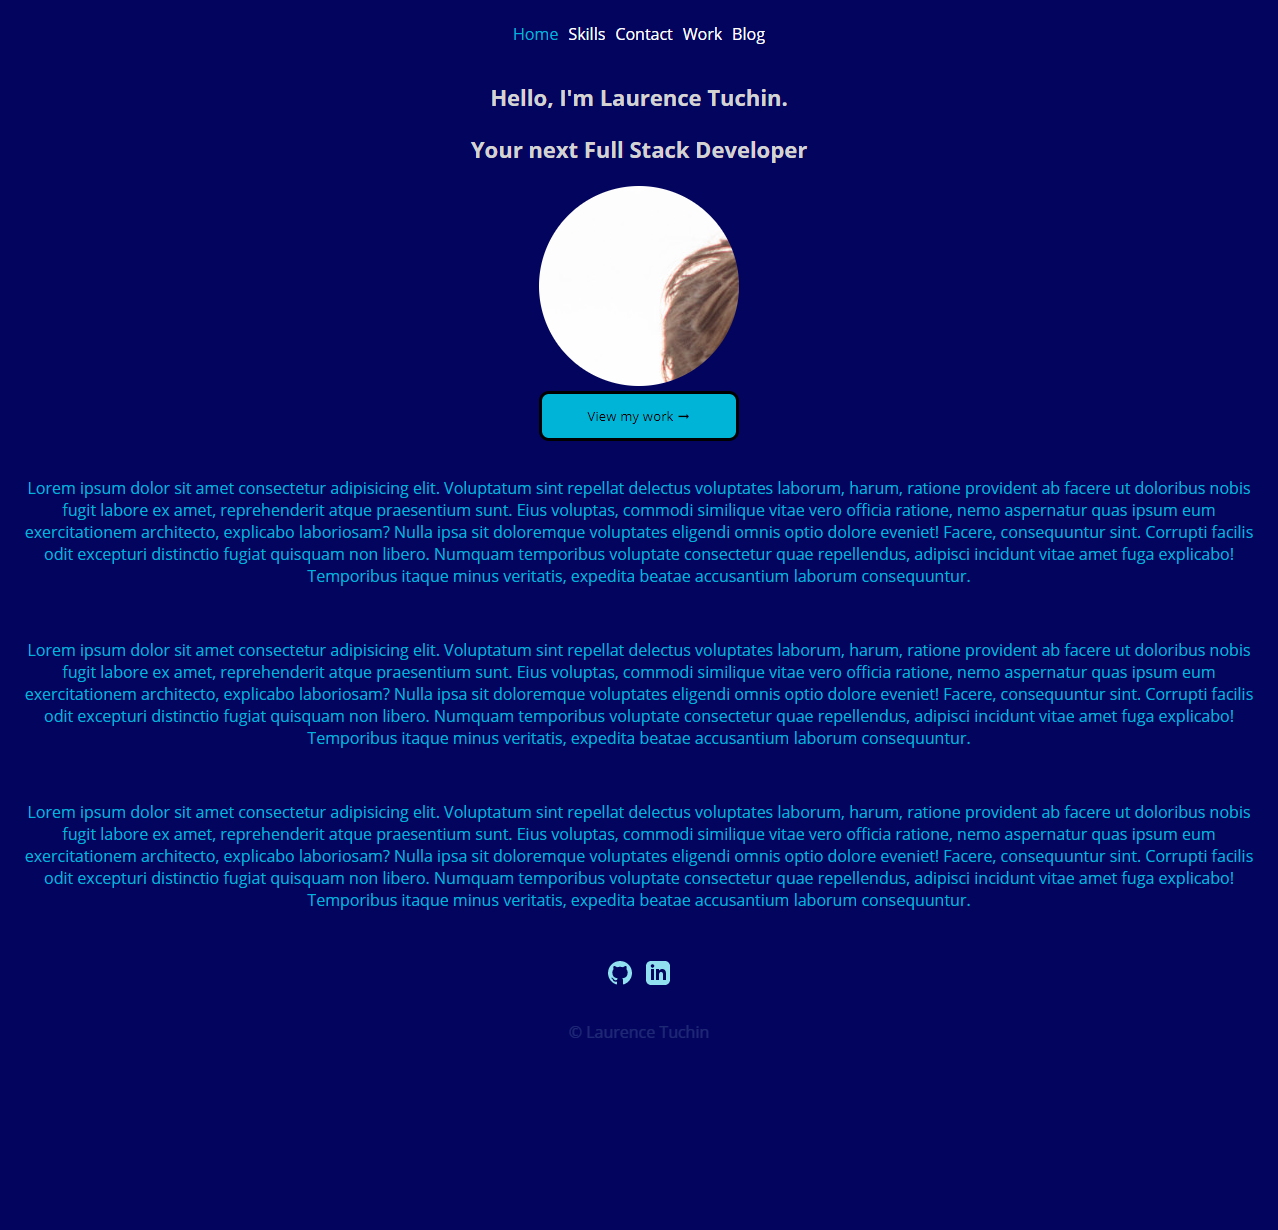 Home Skills Contact Work Blog
Hello, I'm Laurence Tuchin.
Your next Full Stack Developer
View my work →
Lorem ipsum dolor sit amet consectetur adipisicing elit. Voluptatum sint repellat delectus voluptates laborum, harum, ratione provident ab facere ut doloribus nobis
fugit labore ex amet, reprehenderit atque praesentium sunt. Eius voluptas, commodi similique vitae vero officia ratione, nemo aspernatur quas ipsum eum
exercitationem architecto, explicabo laboriosam? Nulla ipsa sit doloremque voluptates eligendi omnis optio dolore eveniet! Facere, consequuntur sint. Corrupti facilis
odit excepturi distinctio fugiat quisquam non libero. Numquam temporibus voluptate consectetur quae repellendus, adipisci incidunt vitae amet fuga explicabo!
Temporibus itaque minus veritatis, expedita beatae accusantium laborum consequuntur.
Lorem ipsum dolor sit amet consectetur adipisicing elit. Voluptatum sint repellat delectus voluptates laborum, harum, ratione provident ab facere ut doloribus nobis
fugit labore ex amet, reprehenderit atque praesentium sunt. Eius voluptas, commodi similique vitae vero officia ratione, nemo aspernatur quas ipsum eum
exercitationem architecto, explicabo laboriosam? Nulla ipsa sit doloremque voluptates eligendi omnis optio dolore eveniet! Facere, consequuntur sint. Corrupti facilis
odit excepturi distinctio fugiat quisquam non libero. Numquam temporibus voluptate consectetur quae repellendus, adipisci incidunt vitae amet fuga explicabo!
Temporibus itaque minus veritatis, expedita beatae accusantium laborum consequuntur.
Lorem ipsum dolor sit amet consectetur adipisicing elit. Voluptatum sint repellat delectus voluptates laborum, harum, ratione provident ab facere ut doloribus nobis
fugit labore ex amet, reprehenderit atque praesentium sunt. Eius voluptas, commodi similique vitae vero officia ratione, nemo aspernatur quas ipsum eum
exercitationem architecto, explicabo laboriosam? Nulla ipsa sit doloremque voluptates eligendi omnis optio dolore eveniet! Facere, consequuntur sint. Corrupti facilis
odit excepturi distinctio fugiat quisquam non libero. Numquam temporibus voluptate consectetur quae repellendus, adipisci incidunt vitae amet fuga explicabo!
Temporibus itaque minus veritatis, expedita beatae accusantium laborum consequuntur.
in
© Laurence Tuchin